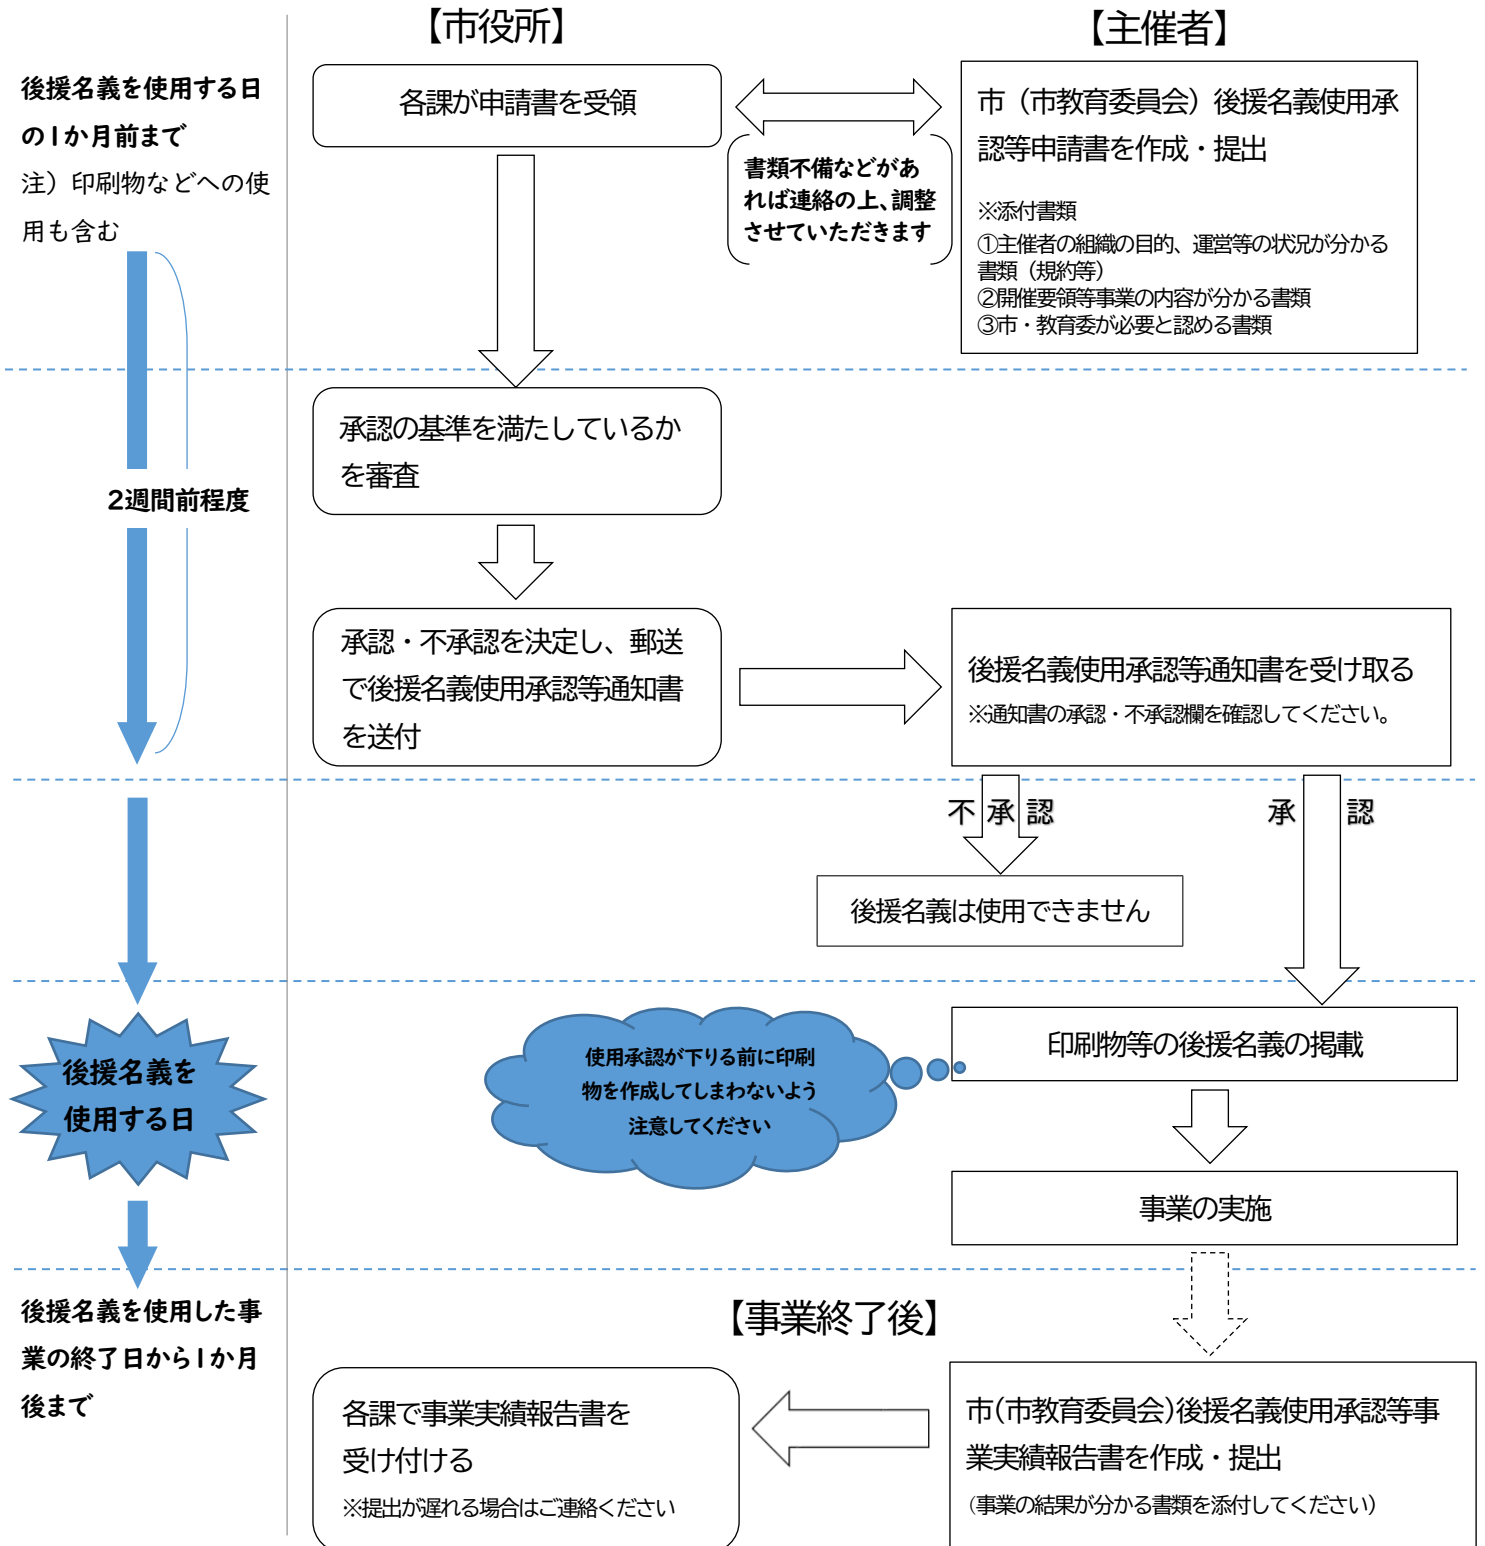 【市役所】
【主催者】
後援名義を使用する日
の1か月前まで
注）印刷物などへの使
用も含む
各課が申請書を受領
書類不備などがあ
れば連絡の上、調整
させていただきます
市（市教育委員会）後援名義使用承
認等申請書を作成・提出
※添付書類
①主催者の組織の目的、運営等の状況が分かる
書類（規約等）
②開催要領等事業の内容が分かる書類
③市・教育委が必要と認める書類
承認の基準を満たしているか
を審査
2週間前程度
承認・不承認を決定し、郵送
で後援名義使用承認等通知書
を送付
後援名義使用承認等通知書を受け取る
※通知書の承認・不承認欄を確認してください。
不承認
承認
後援名義は使用できません
後援名義を
使用する日
使用承認が下りる前に印刷
物を作成してしまわないよう
注意してください
印刷物等の後援名義の掲載
事業の実施
後援名義を使用した事
業の終了日から1か月
後まで
【事業終了後】
各課で事業実績報告書を
受け付ける
※提出が遅れる場合はご連絡ください
市(市教育委員会)後援名義使用承認等事
業実績報告書を作成・提出
（事業の結果が分かる書類を添付してください）